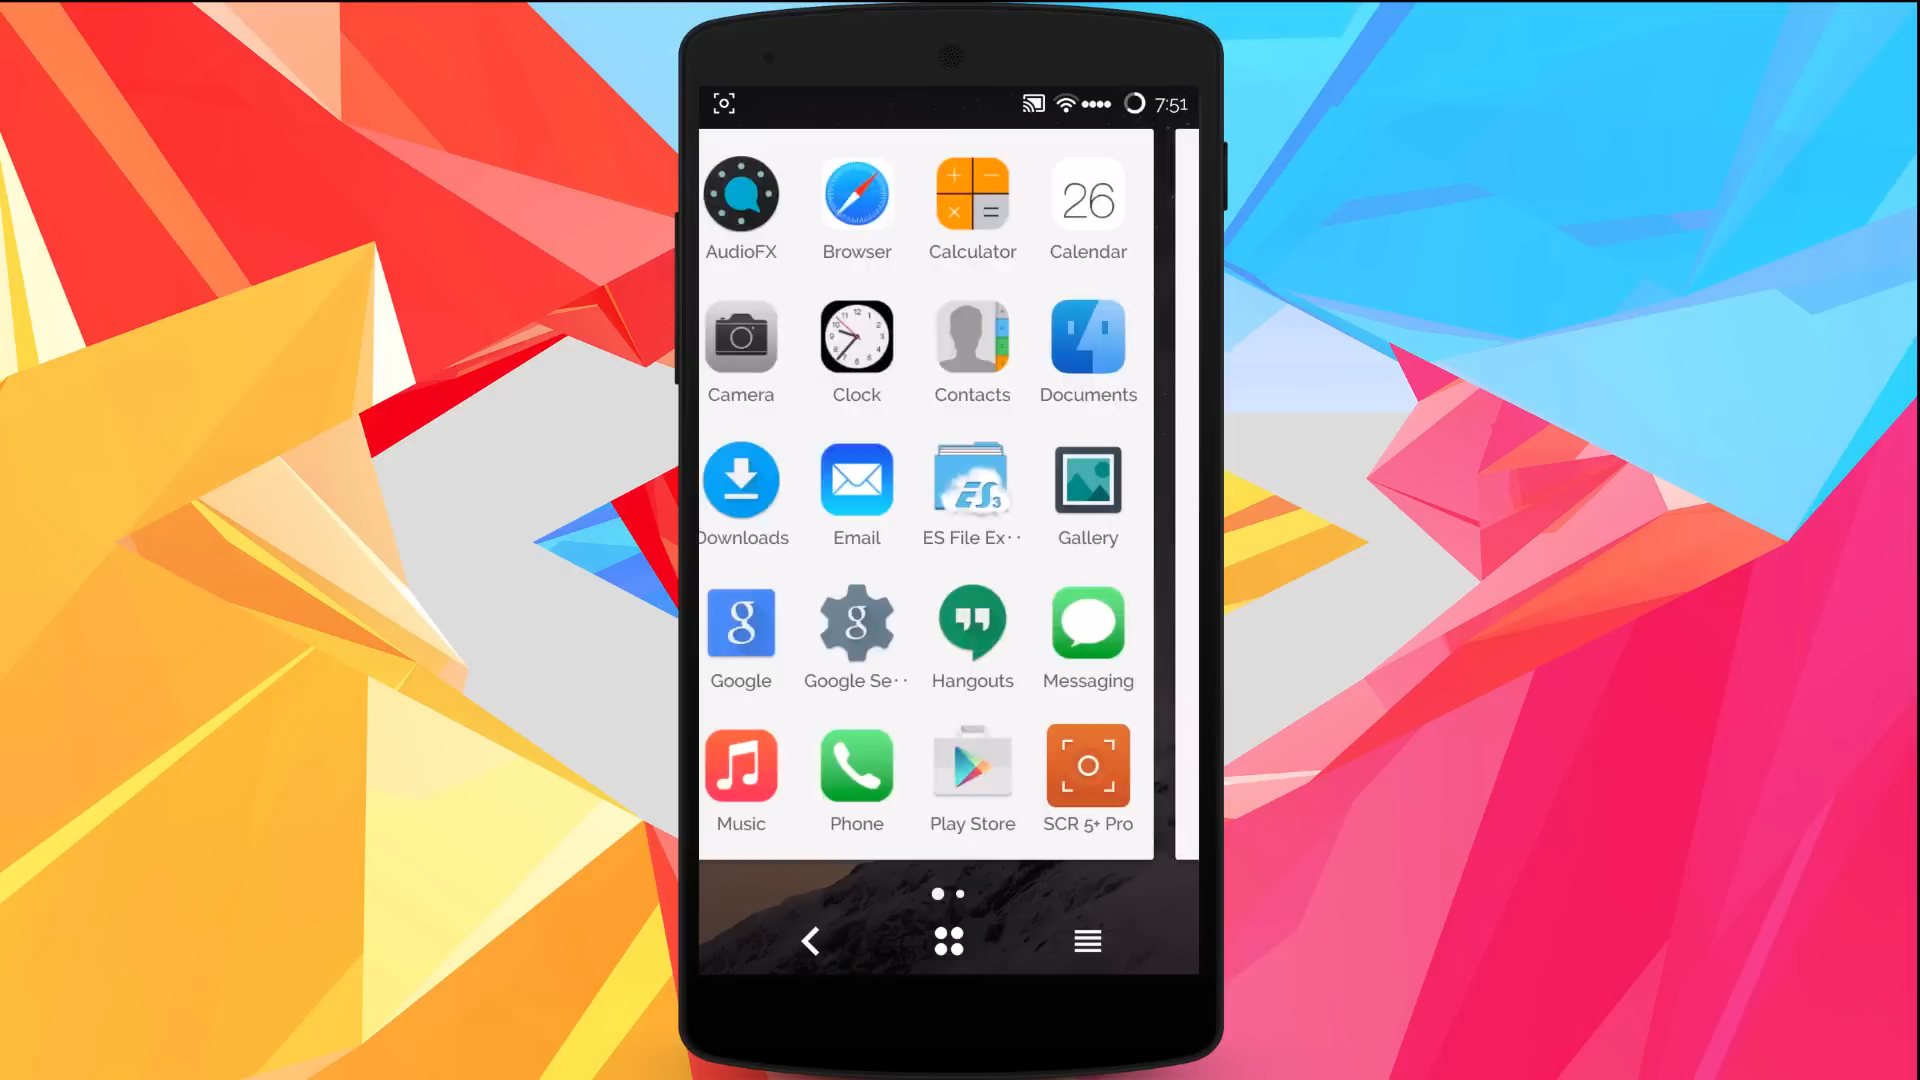 7:51
26
AudioFX Browser Calculator Calendar
Camera Clock Contacts Documents
ES3
Downloads Email ES File Ex··
Gallery
g g
Google Google Se·· Hangouts Messaging
Music Phone Play Store SCR 5+ Pro